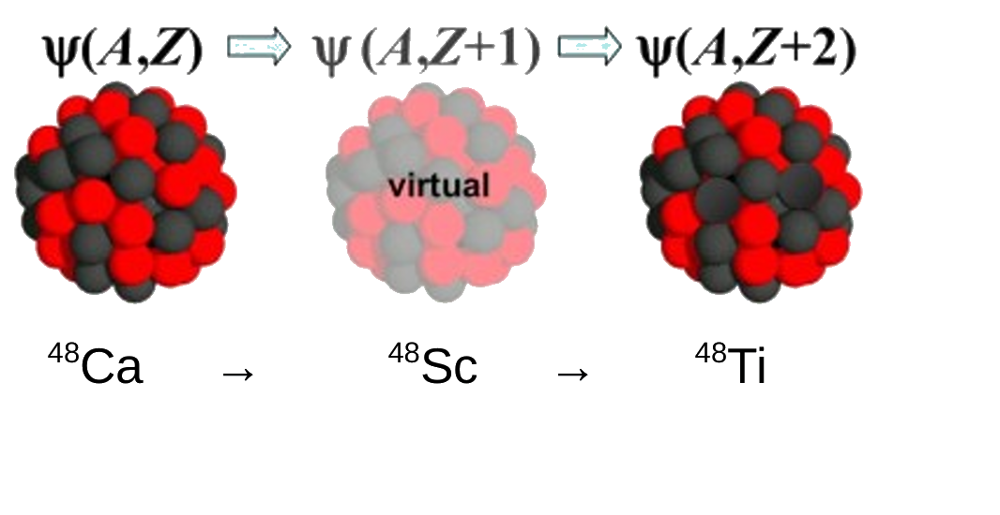 ψ(A,Z) ⇨ ψ (A,Z+1) ⇨ ψ(A,Z+2)
virtual
⁴⁸Ca → ⁴⁸Sc → ⁴⁸Ti